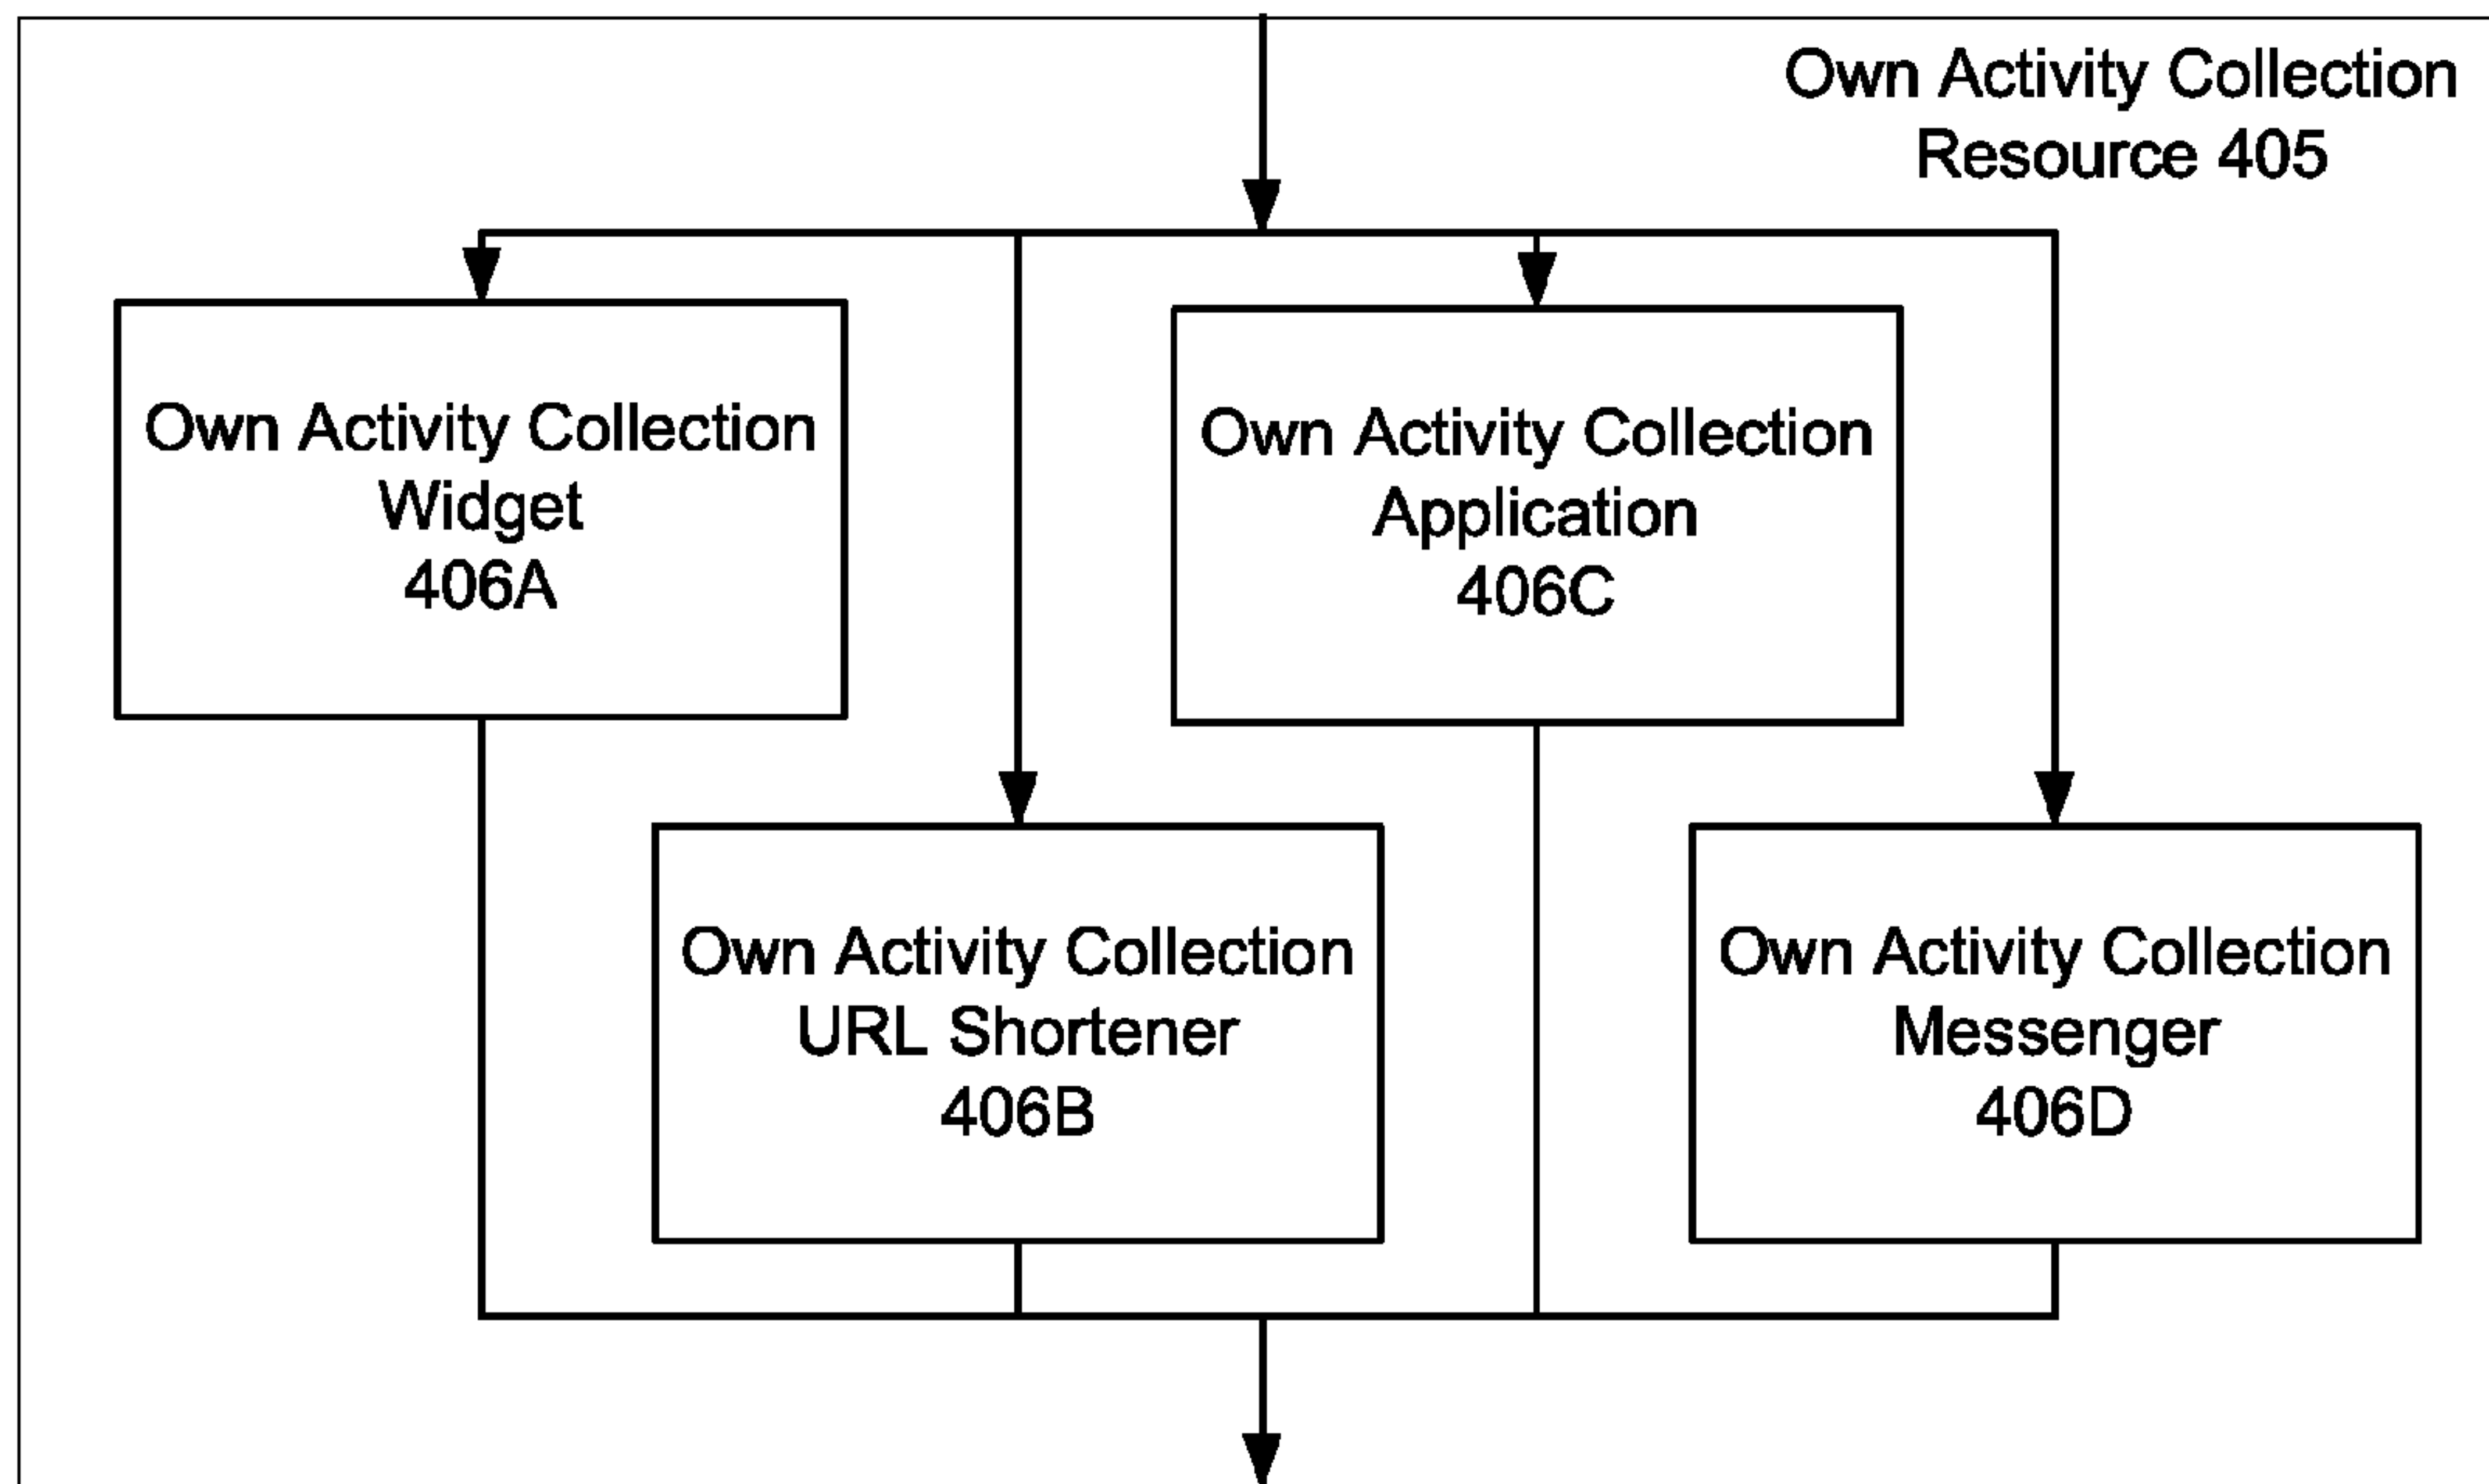 Own Activity Collection
Resource 405
Own Activity Collection
Widget
406A
Own Activity Collection
Application
406C
Own Activity Collection
URL Shortener
406B
Own Activity Collection
Messenger
406D